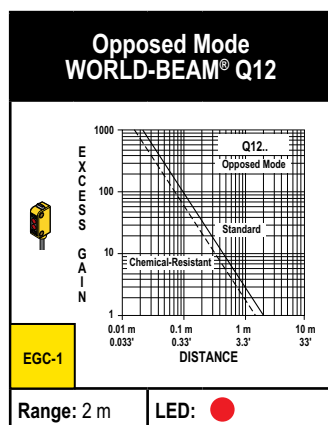 Opposed Mode
WORLD-BEAM® Q12
EXCESS GAIN
1000
100
10
1
Q12..
Opposed Mode
Standard
Chemical-Resistant
0.01 m 0.1 m 1 m 10 m
0.033' 0.33' 3.3' 33'
DISTANCE
EGC-1
Range: 2 m
LED: